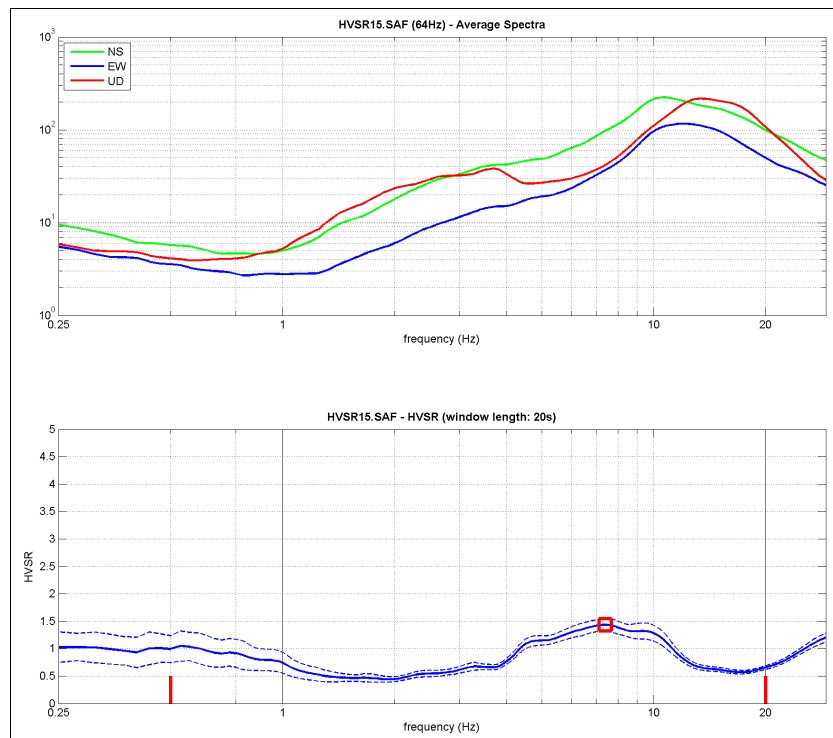 HVSR15.SAF (64Hz) - Average Spectra
10^3
10^2
10^1
10^0
NS
EW
UD
0.25 1 10 20
frequency (Hz)
HVSR15.SAF - HVSR (window length: 20s)
HVSR
5
4.5
4
3.5
3
2.5
2
1.5
1
0.5
0
0.25 1 10 20
frequency (Hz)